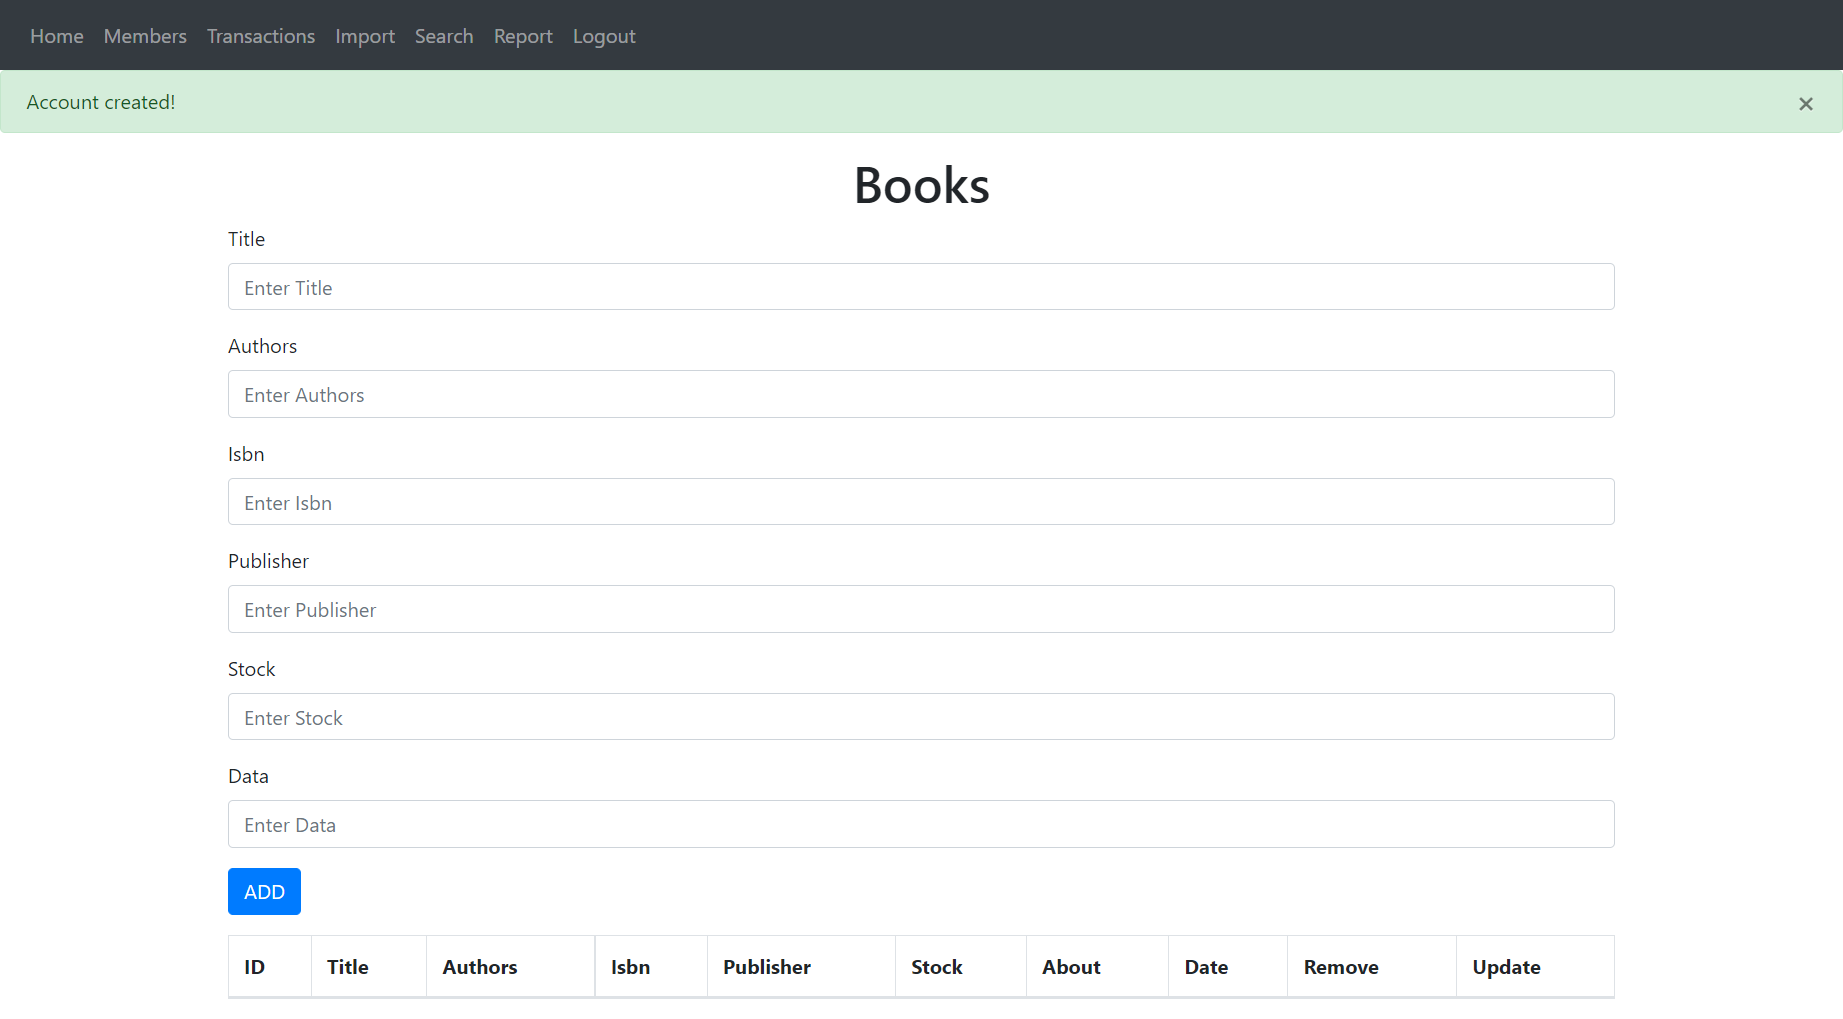 Home Members Transactions Import Search Report Logout
Account created!
×
Books
Title
Enter Title
Authors
Enter Authors
Isbn
Enter Isbn
Publisher
Enter Publisher
Stock
Enter Stock
Data
Enter Data
ADD
ID Title Authors Isbn Publisher Stock About Date Remove Update